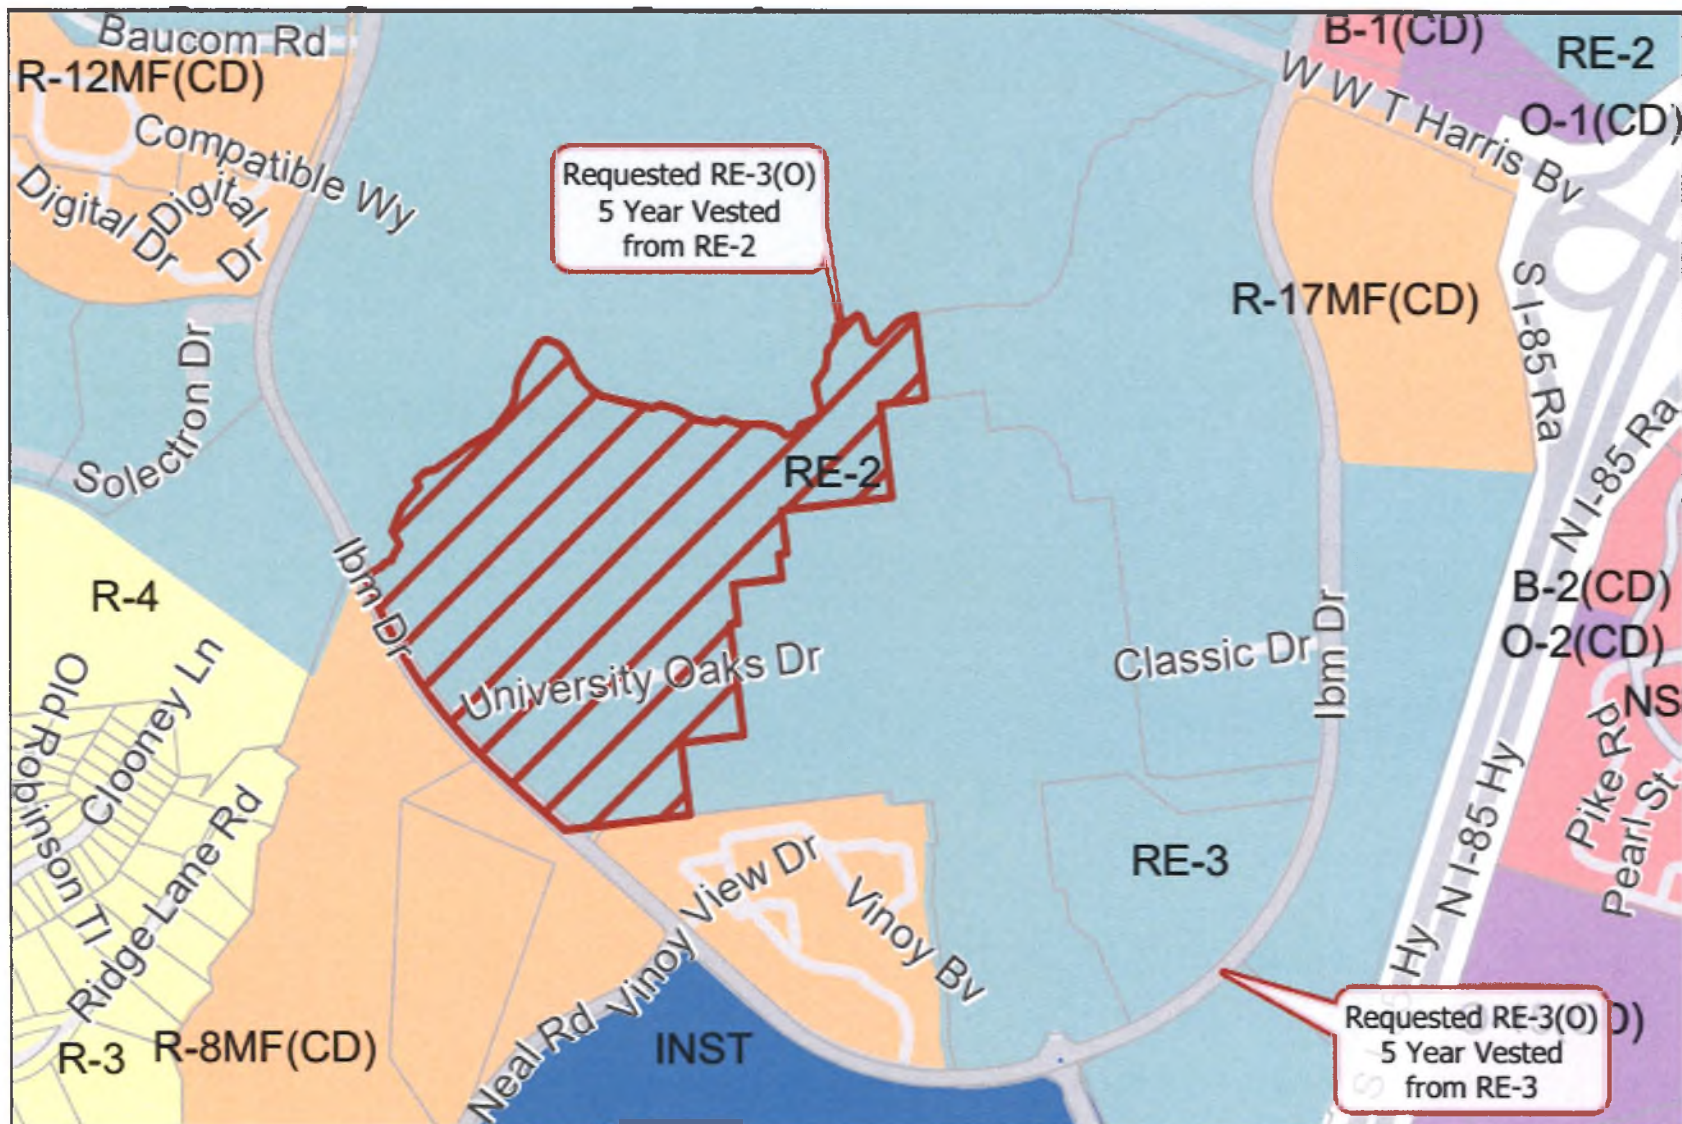 Baucom Rd
R-12MF(CD)
Compatible Wy
Digital Dr
Digital
Dr
B-1(CD)
RE-2
W W T Harris Bv
O-1(CD)
Requested RE-3(O)
5 Year Vested
from RE-2
R-17MF(CD)
S I-85 Ra
N I-85 Ra
Solectron Dr
RE-2
Ibm Dr
R-4
Old Robinson Tl
Clooney Ln
Ridge Lane Rd
University Oaks Dr
Classic Dr
Ibm Dr
B-2(CD)
O-2(CD)
NS
Pike Rd
Pearl St
N I-85 Hy
Hy
RE-3
Vinoy View Dr
Vinoy Bv
Neal Rd
R-3
R-8MF(CD)
INST
Requested RE-3(O)
5 Year Vested
from RE-3